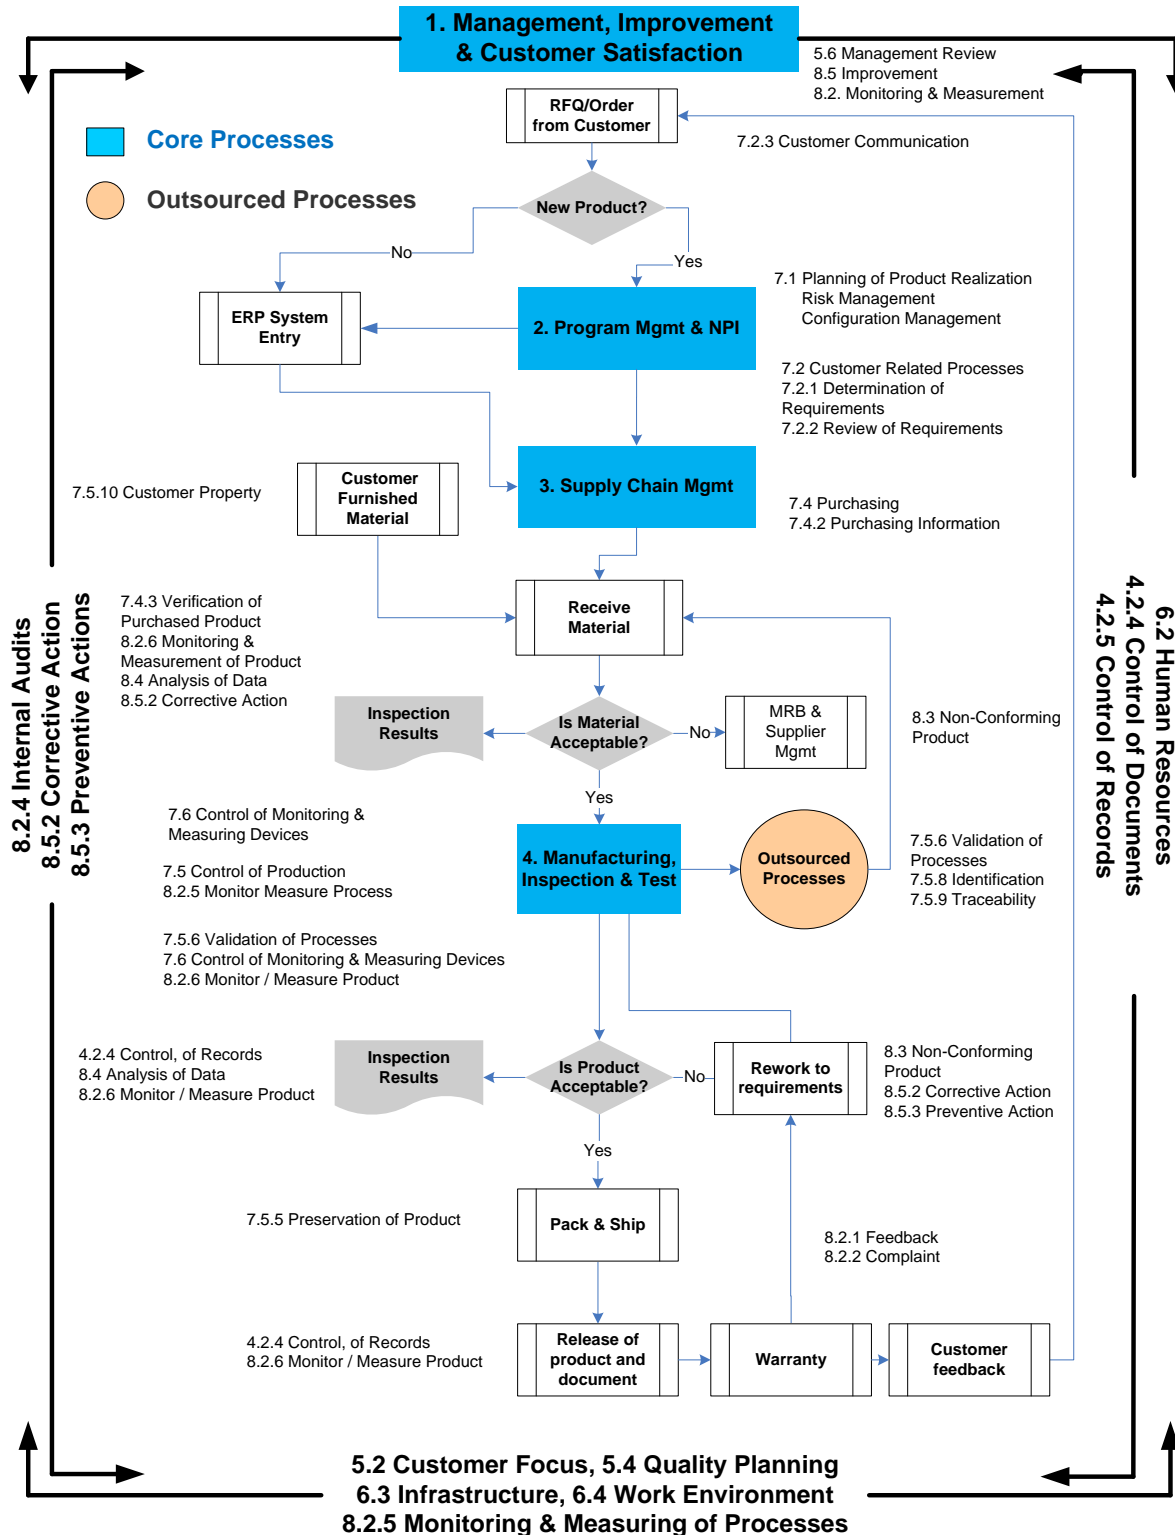 1. Management, Improvement
& Customer Satisfaction
5.6 Management Review
8.5 Improvement
8.2. Monitoring & Measurement
RFQ/Order
from Customer
7.2.3 Customer Communication
Core Processes
Outsourced Processes
New Product?
No
Yes
7.1 Planning of Product Realization
Risk Management
Configuration Management
ERP System
Entry
2. Program Mgmt & NPI
7.2 Customer Related Processes
7.2.1 Determination of
Requirements
7.2.2 Review of Requirements
7.5.10 Customer Property
Customer
Furnished
Material
3. Supply Chain Mgmt
7.4 Purchasing
7.4.2 Purchasing Information
8.2.4 Internal Audits
8.5.2 Corrective Action
8.5.3 Preventive Actions
6.2 Human Resources
4.2.4 Control of Documents
4.2.5 Control of Records
7.4.3 Verification of
Purchased Product
8.2.6 Monitoring &
Measurement of Product
8.4 Analysis of Data
8.5.2 Corrective Action
Receive
Material
Inspection
Results
Is Material
Acceptable?
No
MRB &
Supplier
Mgmt
8.3 Non-Conforming
Product
Yes
7.6 Control of Monitoring &
Measuring Devices
7.5 Control of Production
8.2.5 Monitor Measure Process
4. Manufacturing,
Inspection & Test
Outsourced
Processes
7.5.6 Validation of
Processes
7.5.8 Identification
7.5.9 Traceability
7.5.6 Validation of Processes
7.6 Control of Monitoring & Measuring Devices
8.2.6 Monitor / Measure Product
4.2.4 Control, of Records
8.4 Analysis of Data
8.2.6 Monitor / Measure Product
Inspection
Results
Is Product
Acceptable?
No
Rework to
requirements
8.3 Non-Conforming
Product
8.5.2 Corrective Action
8.5.3 Preventive Action
Yes
7.5.5 Preservation of Product
Pack & Ship
8.2.1 Feedback
8.2.2 Complaint
4.2.4 Control, of Records
8.2.6 Monitor / Measure Product
Release of
product and
document
Warranty
Customer
feedback
5.2 Customer Focus, 5.4 Quality Planning
6.3 Infrastructure, 6.4 Work Environment
8.2.5 Monitoring & Measuring of Processes